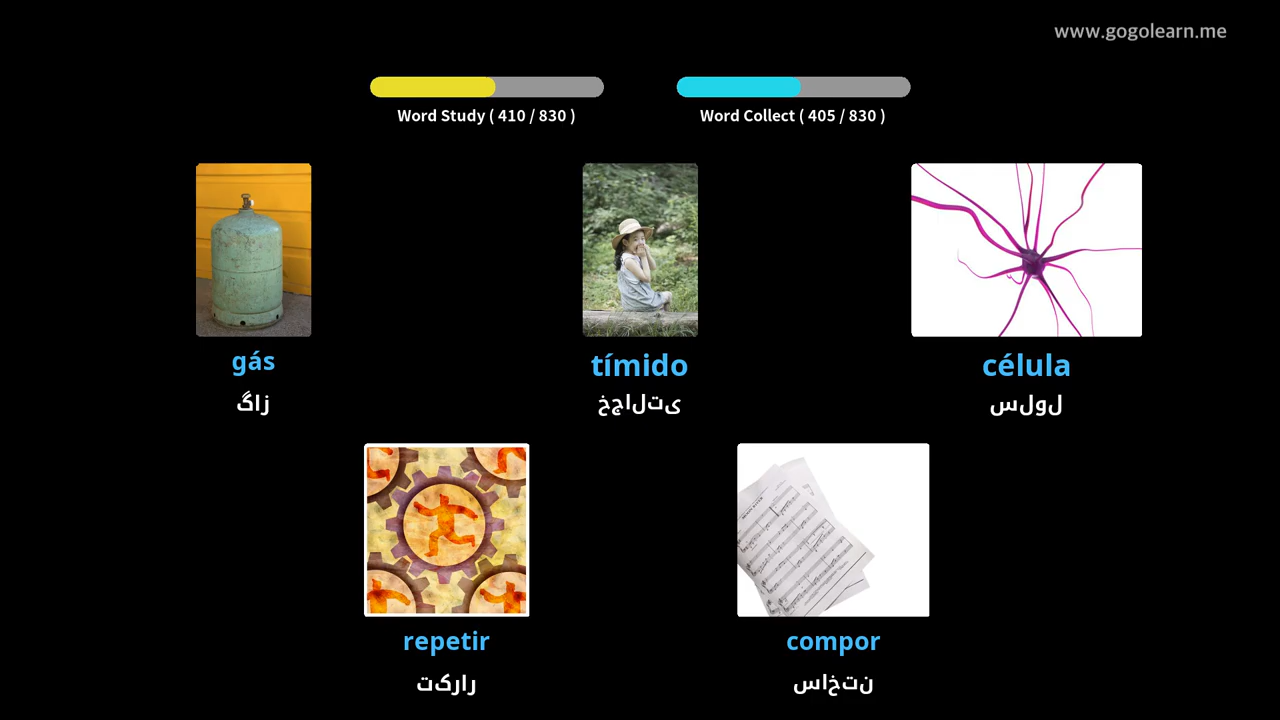 www.gogolearn.me
Word Study ( 410 / 830 )
Word Collect ( 405 / 830 )
gás
tímido
célula
گاز
خجالتی
سلول
repetir
compor
تکرار
ساختن